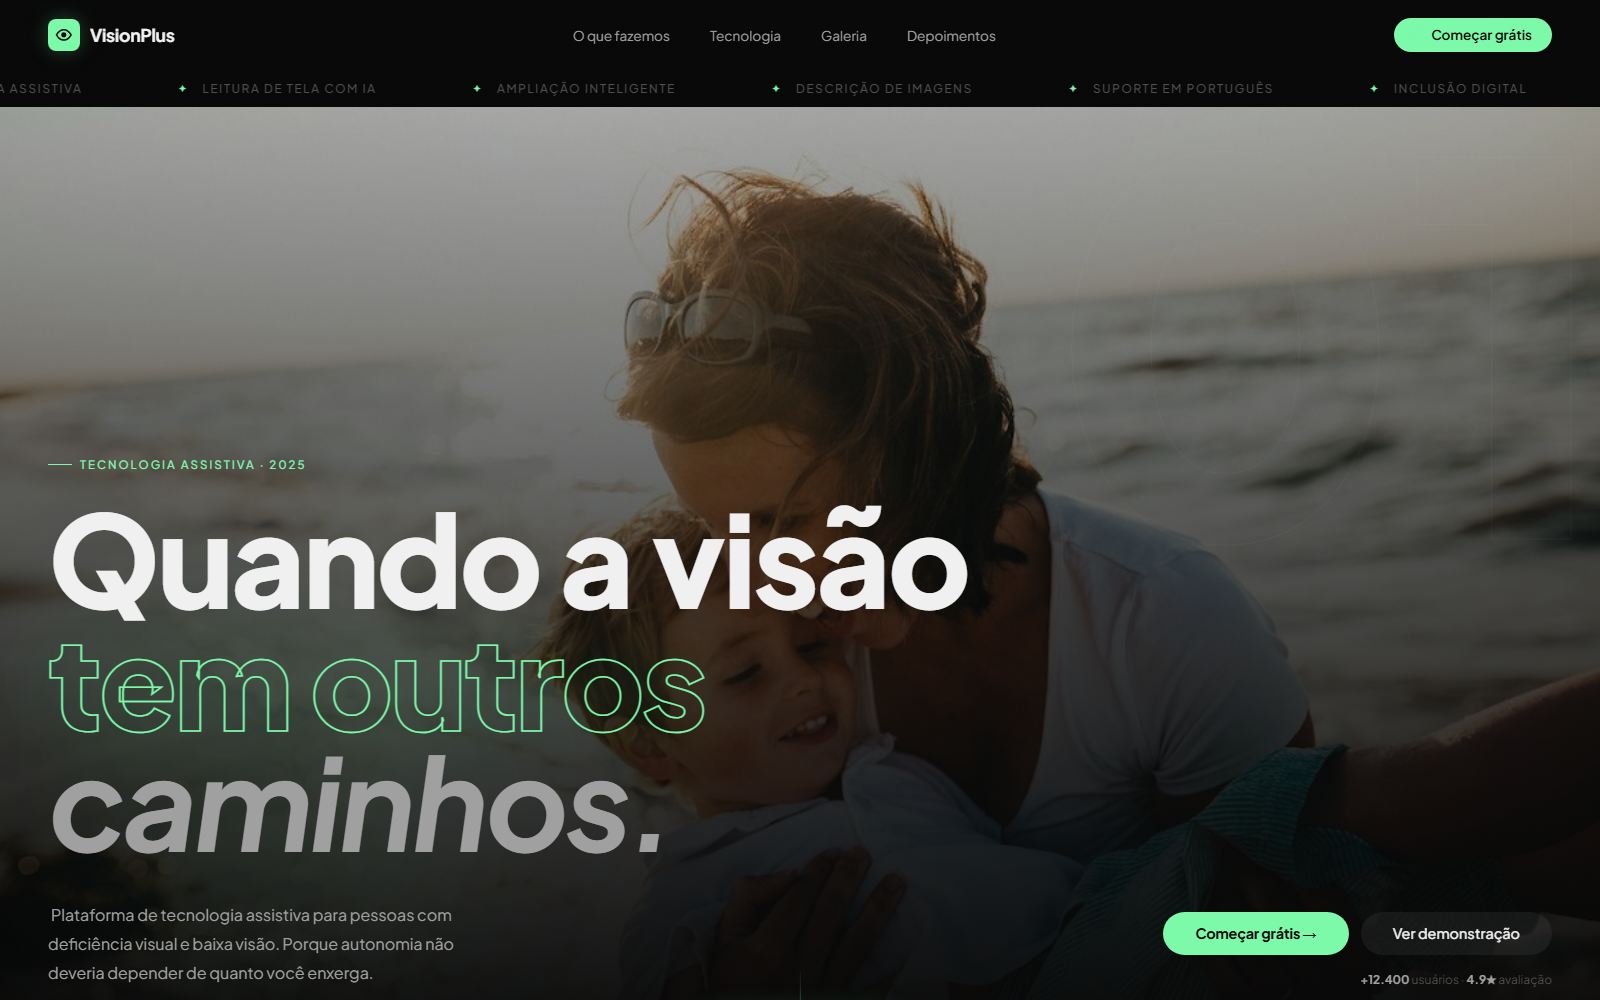 VisionPlus
O que fazemos
Tecnologia
Galeria
Depoimentos
Começar grátis
A ASSISTIVA ✦ LEITURA DE TELA COM IA ✦ AMPLIAÇÃO INTELIGENTE ✦ DESCRIÇÃO DE IMAGENS ✦ SUPORTE EM PORTUGUÊS ✦ INCLUSÃO DIGITAL
TECNOLOGIA ASSISTIVA · 2025
Quando a visão
tem outros
caminhos.
Plataforma de tecnologia assistiva para pessoas com
deficiência visual e baixa visão. Porque autonomia não
deveria depender de quanto você enxerga.
Começar grátis→
Ver demonstração
+12.400 usuários · 4.9★ avaliação